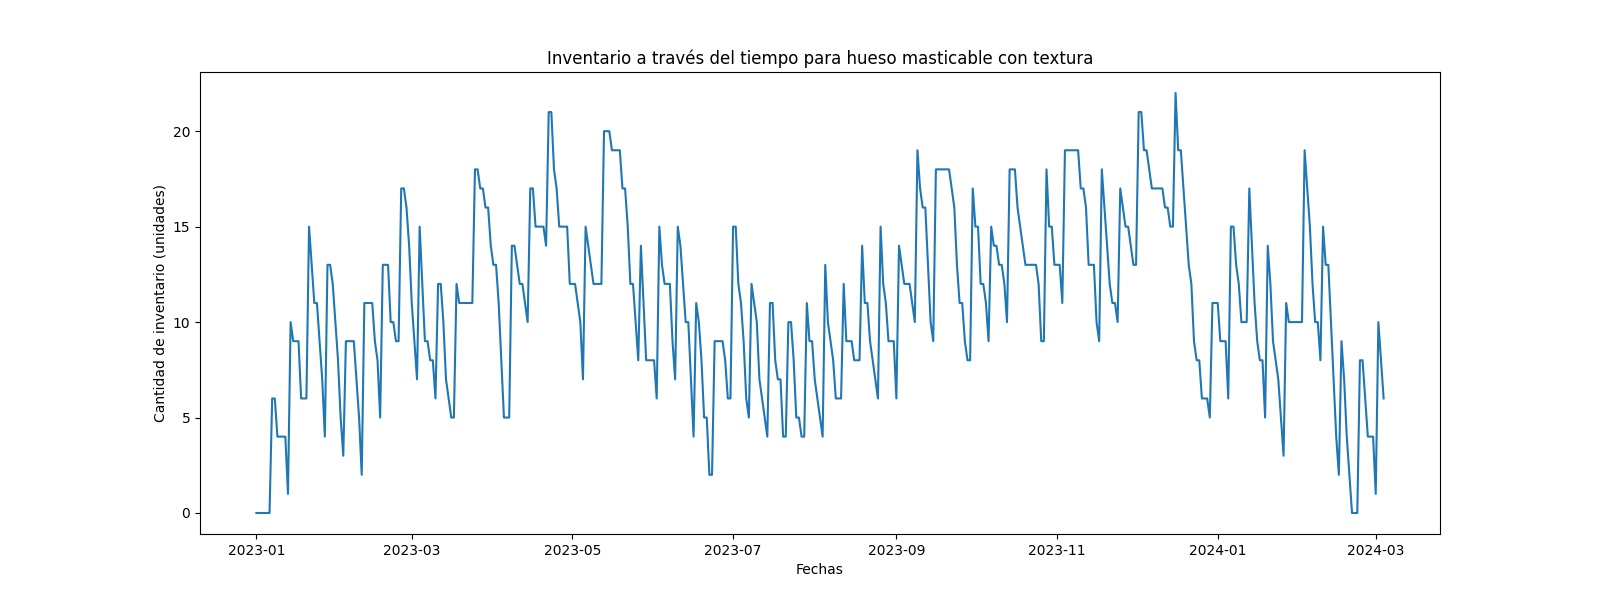 Inventario a través del tiempo para hueso masticable con textura
Cantidad de inventario (unidades)
20
15
10
5
0
2023-01 2023-03 2023-05 2023-07 2023-09 2023-11 2024-01 2024-03
Fechas